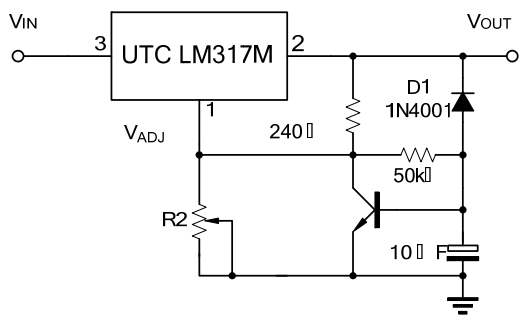 VIN
VOUT
3
UTC LM317M
2
1
D1
1N4001
VADJ
240▯
50k▯
R2
10▯ F